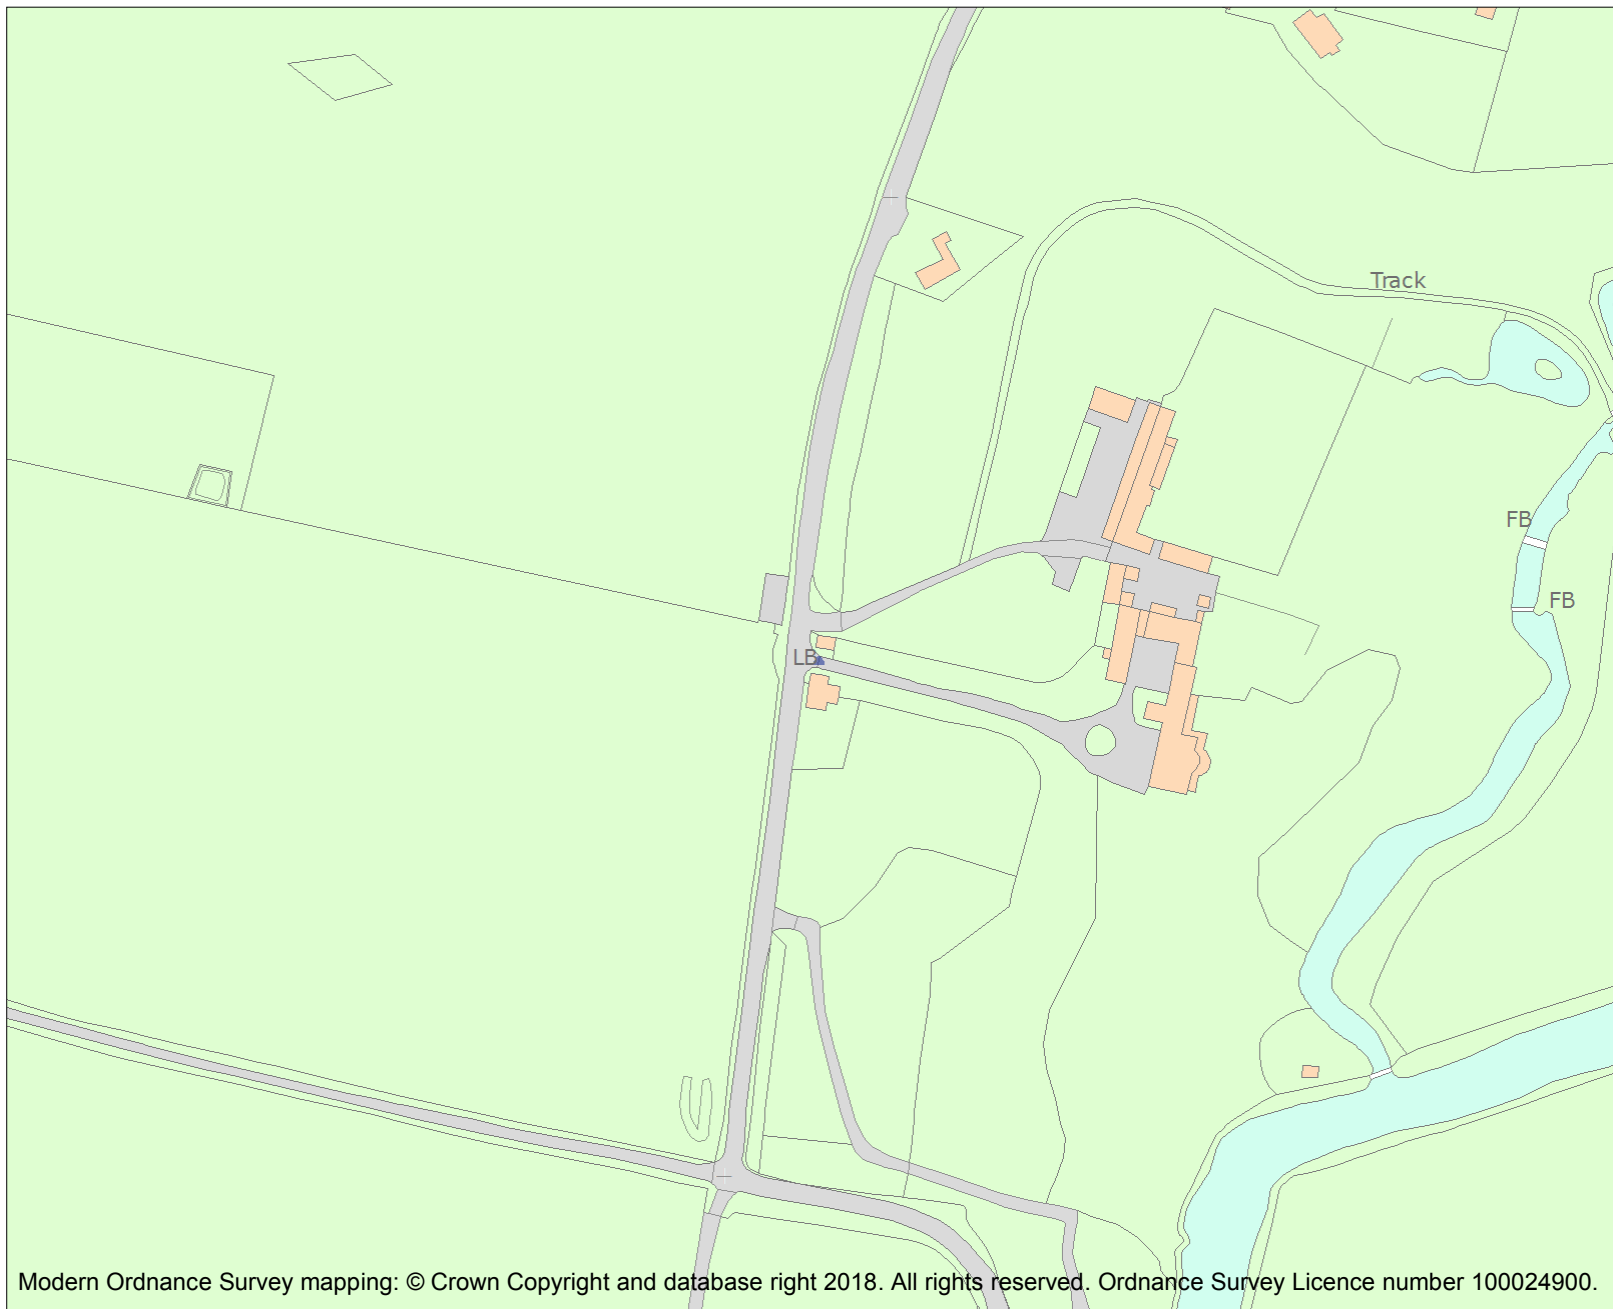 Track
FB
FB
LB
Modern Ordnance Survey mapping: © Crown Copyright and database right 2018. All rights reserved. Ordnance Survey Licence number 100024900.